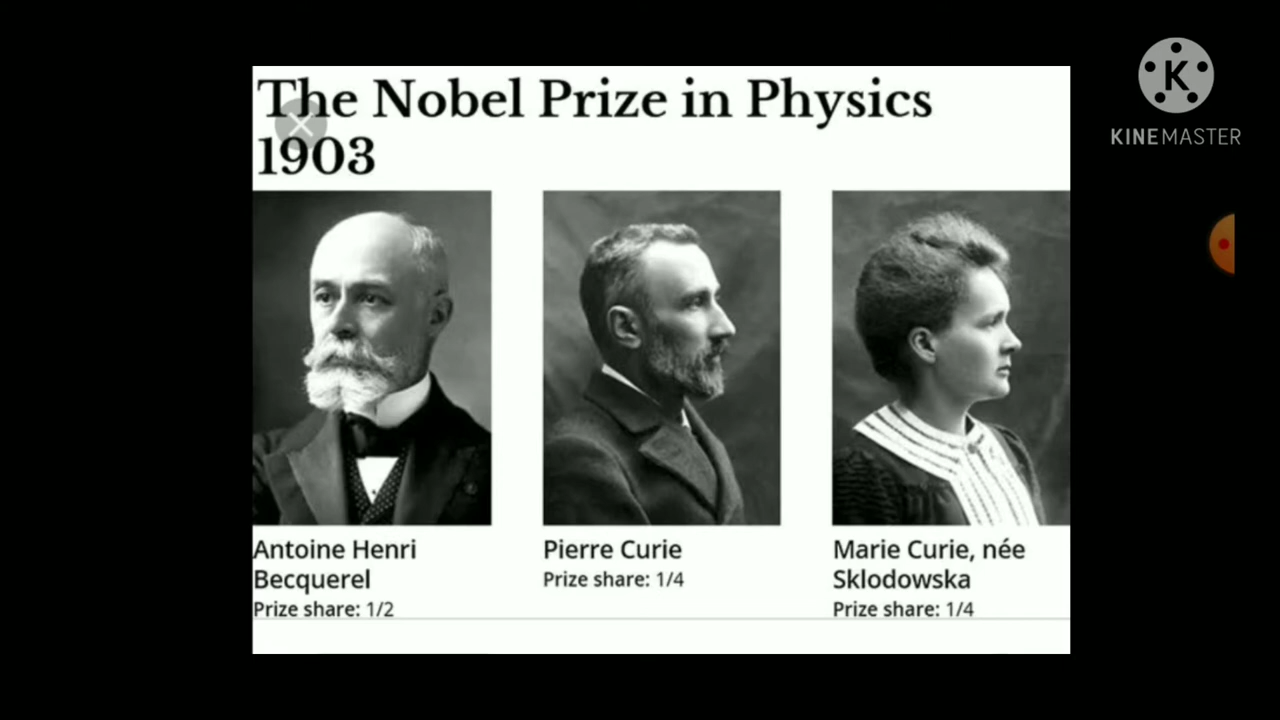 The Nobel Prize in Physics
1903
KINEMASTER
Antoine Henri
Becquerel
Prize share: 1/2
Pierre Curie
Prize share: 1/4
Marie Curie, née
Sklodowska
Prize share: 1/4